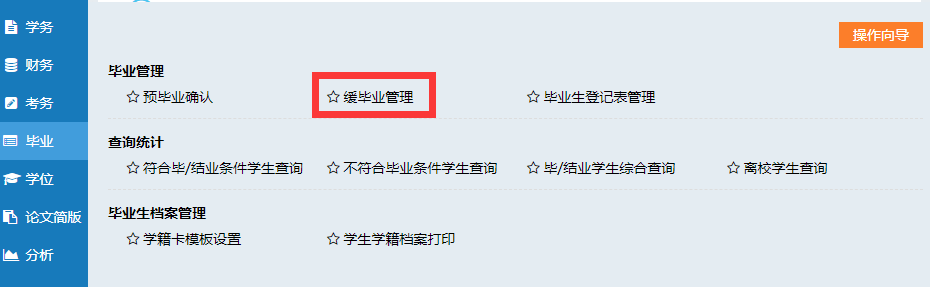 学务
财务
考务
毕业
学位
论文简版
分析
操作向导
毕业管理
☆ 预毕业确认 ☆ 缓毕业管理 ☆ 毕业生登记表管理
查询统计
☆ 符合毕/结业条件学生查询 ☆ 不符合毕业条件学生查询 ☆ 毕/结业学生综合查询 ☆ 离校学生查询
毕业生档案管理
☆ 学籍卡模板设置 ☆ 学生学籍档案打印